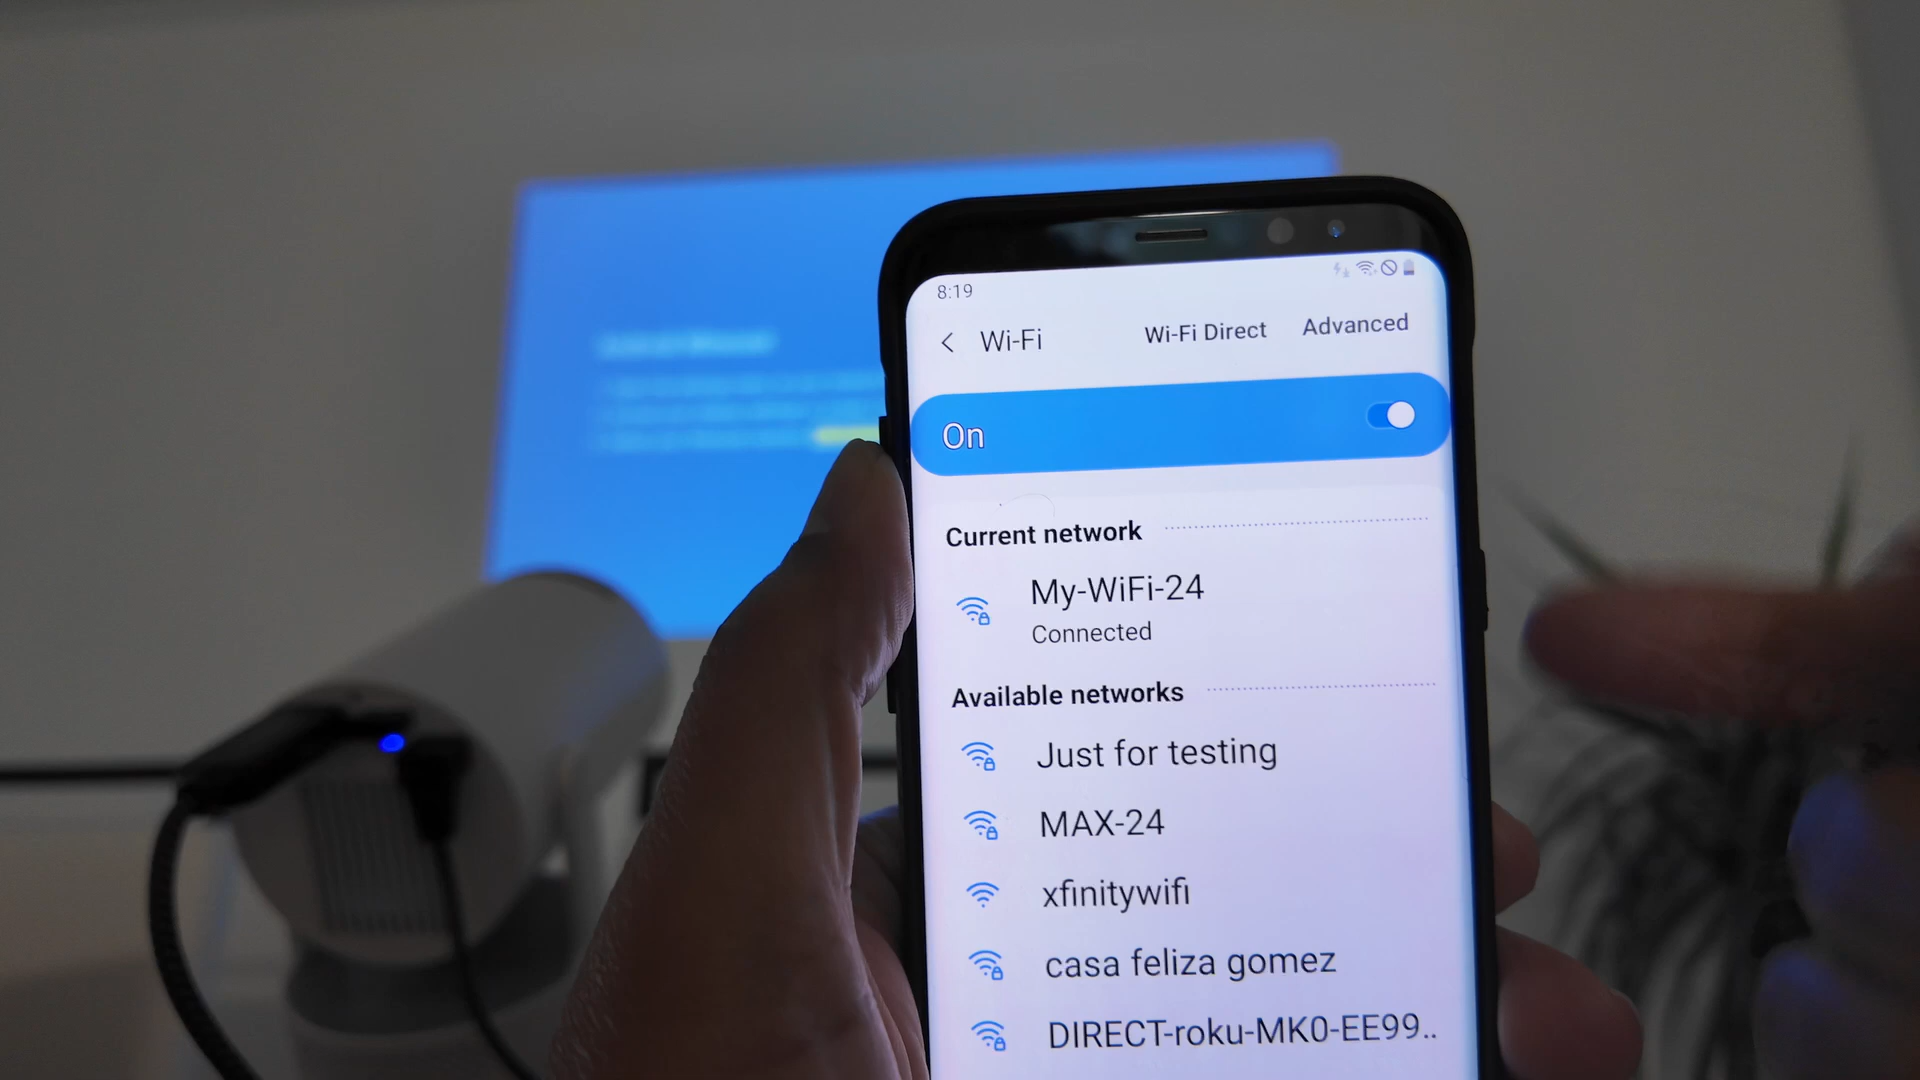 8:19
Wi-Fi
Wi-Fi Direct
Advanced
On
Current network
My-WiFi-24
Connected
Available networks
Just for testing
MAX-24
xfinitywifi
casa feliza gomez
DIRECT-roku-MK0-EE99..